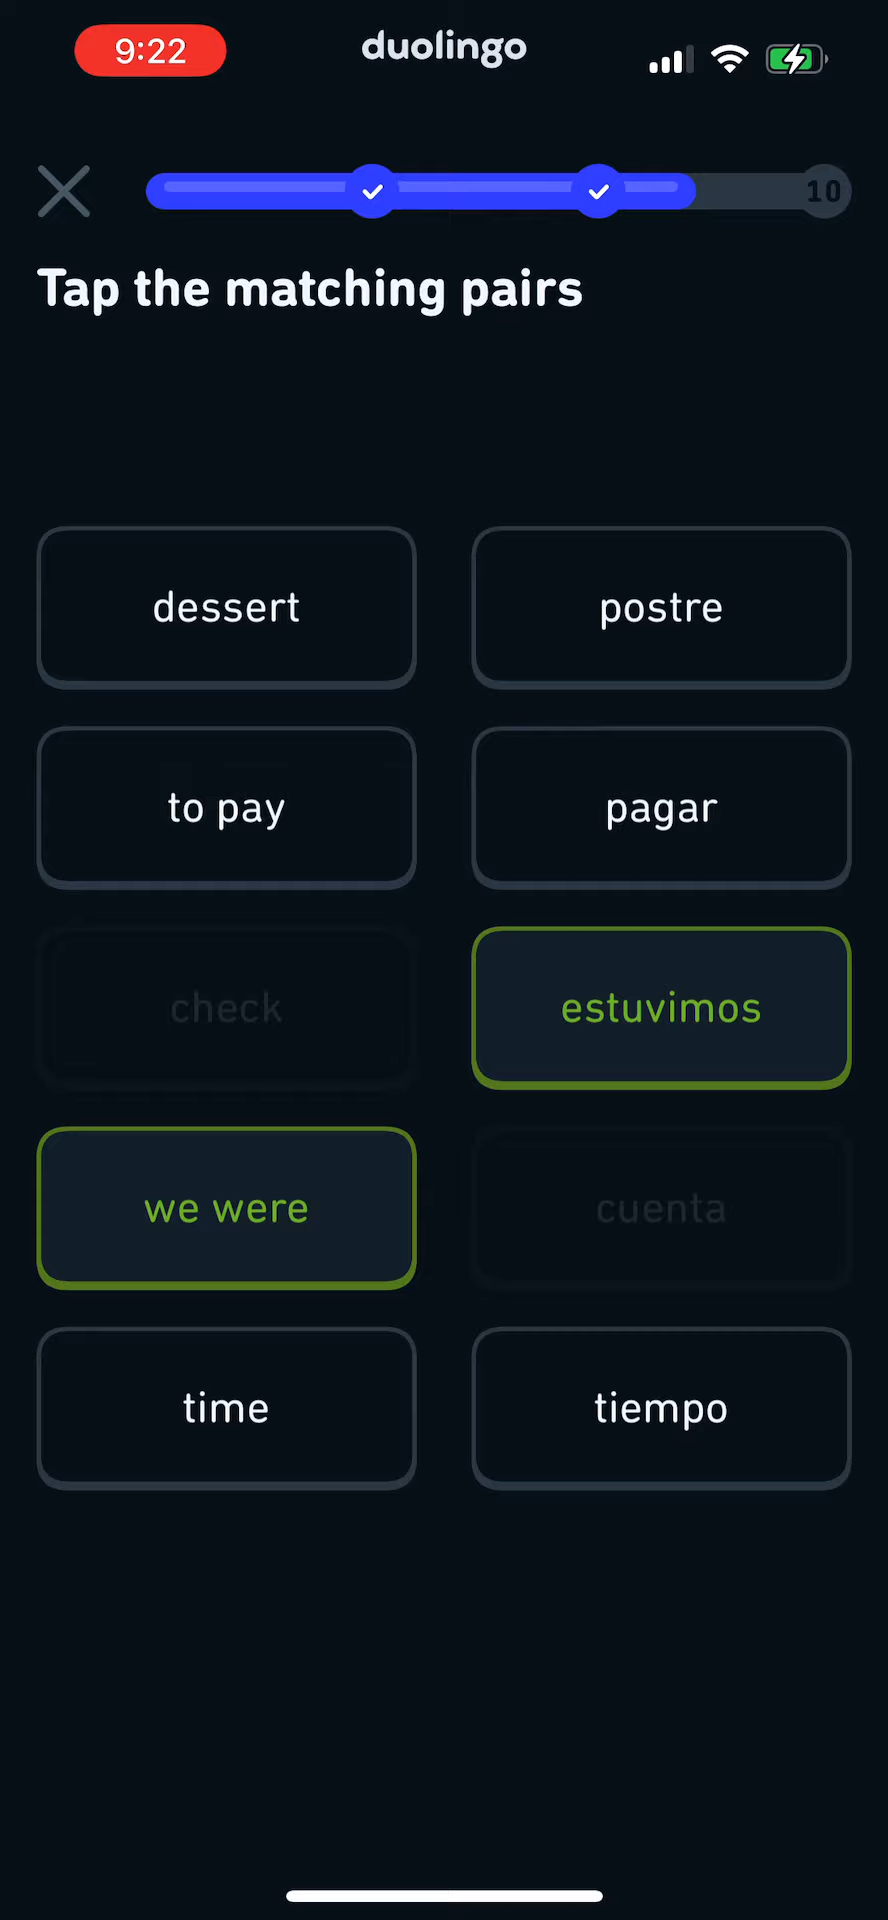 9:22
duolingo
10
Tap the matching pairs
dessert
postre
to pay
pagar
check
estuvimos
we were
cuenta
time
tiempo